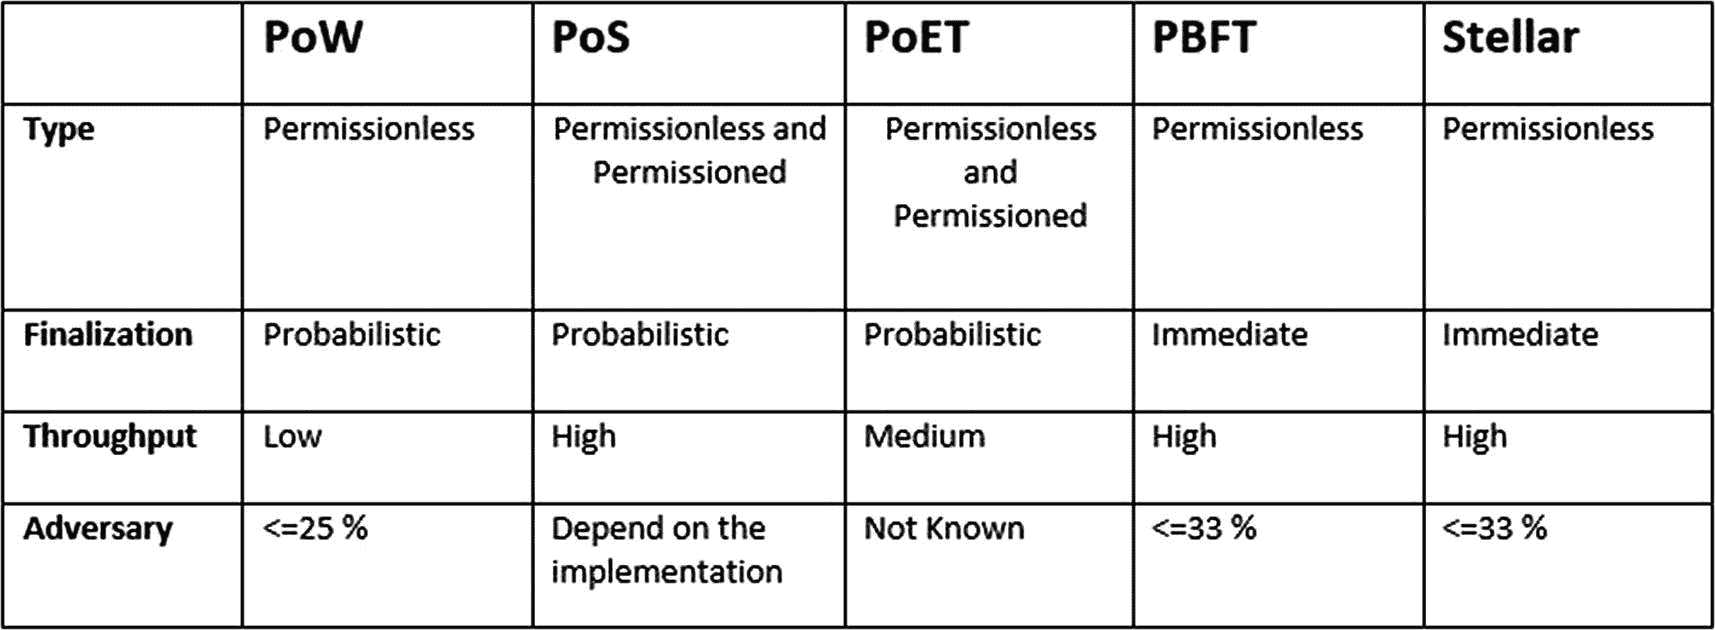 PoW PoS PoET PBFT Stellar
Type Permissionless Permissionless and Permissionless Permissionless Permissionless
Permissioned and
Permissioned
Finalization Probabilistic Probabilistic Probabilistic Immediate Immediate
Throughput Low High Medium High High
Adversary <=25 % Depend on the Not Known <=33 % <=33 %
implementation